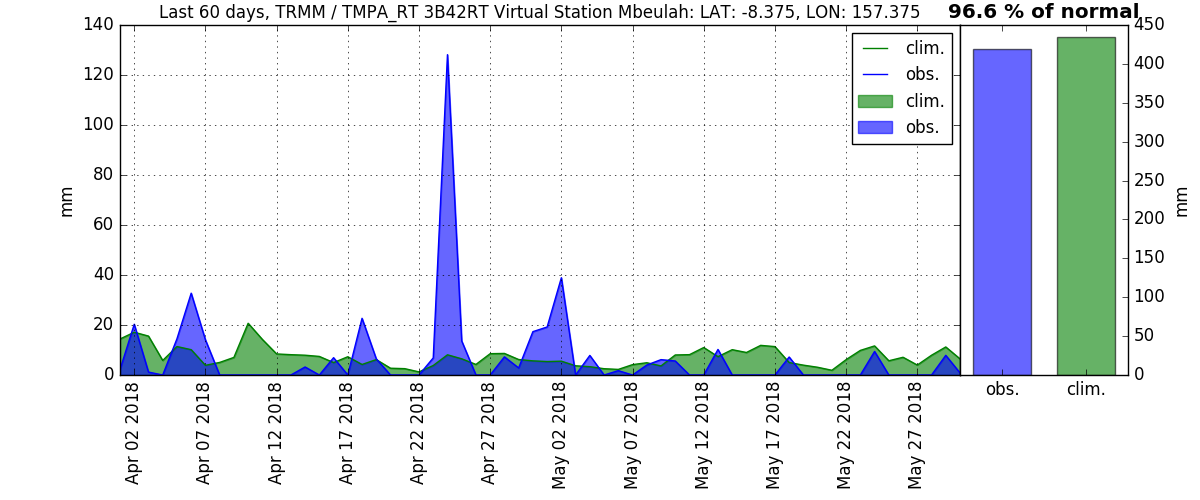 Last 60 days, TRMM / TMPA_RT 3B42RT Virtual Station Mbeulah: LAT: -8.375, LON: 157.375
96.6 % of normal
140
120
100
80
60
40
20
0
mm
clim.
obs.
clim.
obs.
450
400
350
300
250
200
150
100
50
0
mm
Apr 02 2018
Apr 07 2018
Apr 12 2018
Apr 17 2018
Apr 22 2018
Apr 27 2018
May 02 2018
May 07 2018
May 12 2018
May 17 2018
May 22 2018
May 27 2018
obs.
clim.